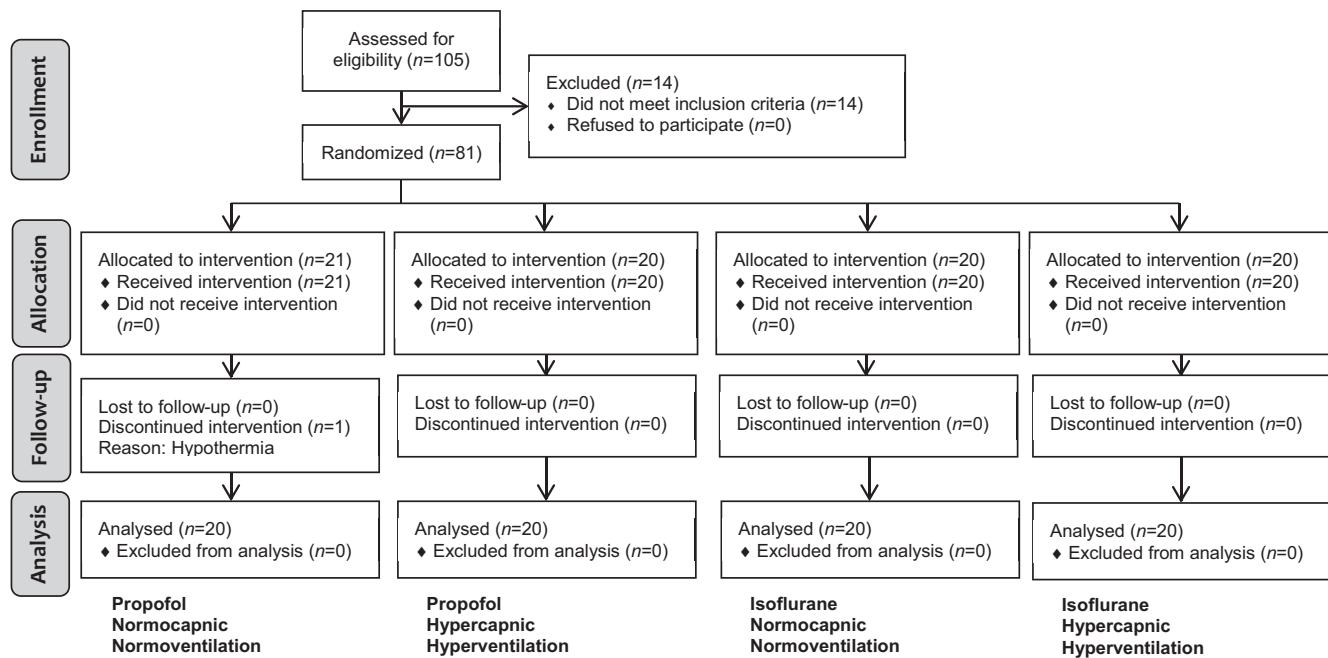 Enrollment
Assessed for
eligibility (n=105)
Excluded (n=14)
♦ Did not meet inclusion criteria (n=14)
♦ Refused to participate (n=0)
Randomized (n=81)
Allocation
Allocated to intervention (n=21)
♦ Received intervention (n=21)
♦ Did not receive intervention
(n=0)
Allocated to intervention (n=20)
♦ Received intervention (n=20)
♦ Did not receive intervention
(n=0)
Allocated to intervention (n=20)
♦ Received intervention (n=20)
♦ Did not receive intervention
(n=0)
Allocated to intervention (n=20)
♦ Received intervention (n=20)
♦ Did not receive intervention
(n=0)
Follow-up
Lost to follow-up (n=0)
Discontinued intervention (n=1)
Reason: Hypothermia
Lost to follow-up (n=0)
Discontinued intervention (n=0)
Lost to follow-up (n=0)
Discontinued intervention (n=0)
Lost to follow-up (n=0)
Discontinued intervention (n=0)
Analysis
Analysed (n=20)
♦ Excluded from analysis (n=0)
Analysed (n=20)
♦ Excluded from analysis (n=0)
Analysed (n=20)
♦ Excluded from analysis (n=0)
Analysed (n=20)
♦ Excluded from analysis (n=0)
Propofol
Normocapnic
Normoventilation
Propofol
Hypercapnic
Hyperventilation
Isoflurane
Normocapnic
Normoventilation
Isoflurane
Hypercapnic
Hyperventilation